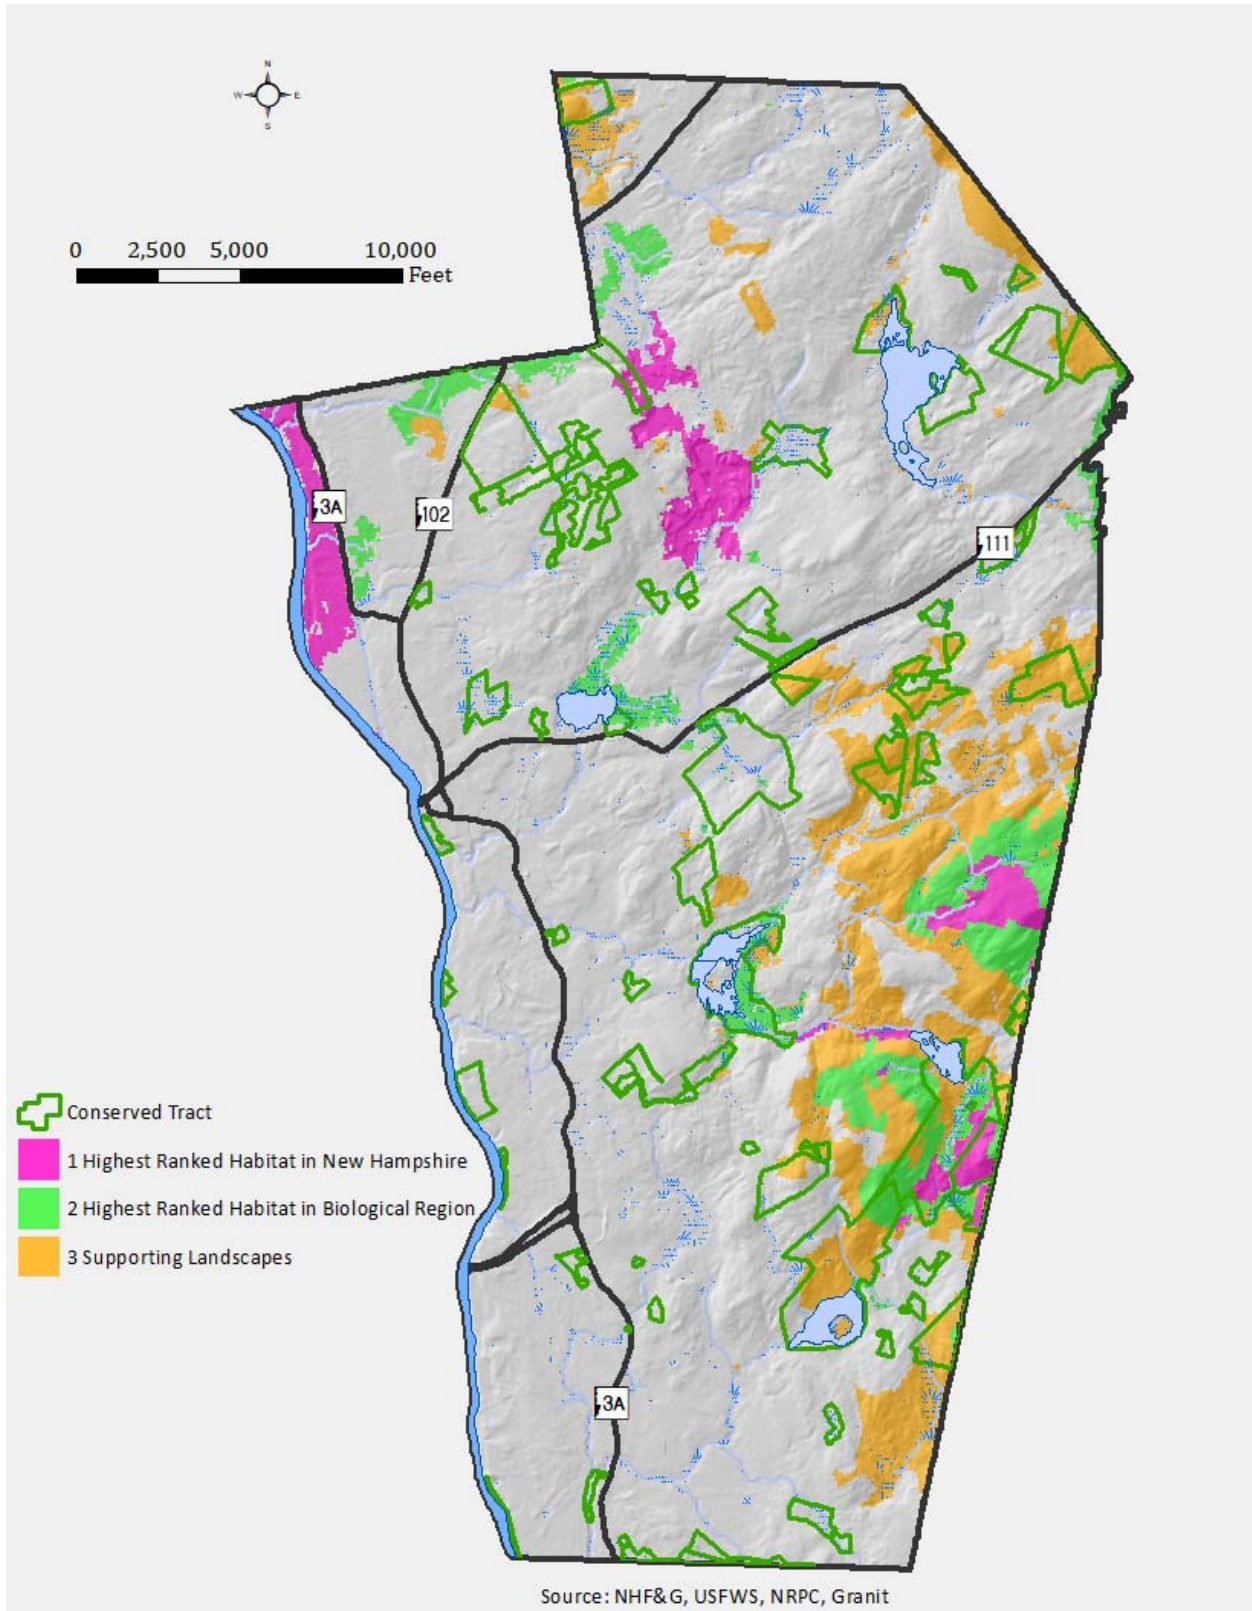 N
W E
S
0 2,500 5,000 10,000
Feet
3A
102
111
Conserved Tract
1 Highest Ranked Habitat in New Hampshire
2 Highest Ranked Habitat in Biological Region
3 Supporting Landscapes
3A
Source: NHF&G, USFWS, NRPC, Granit